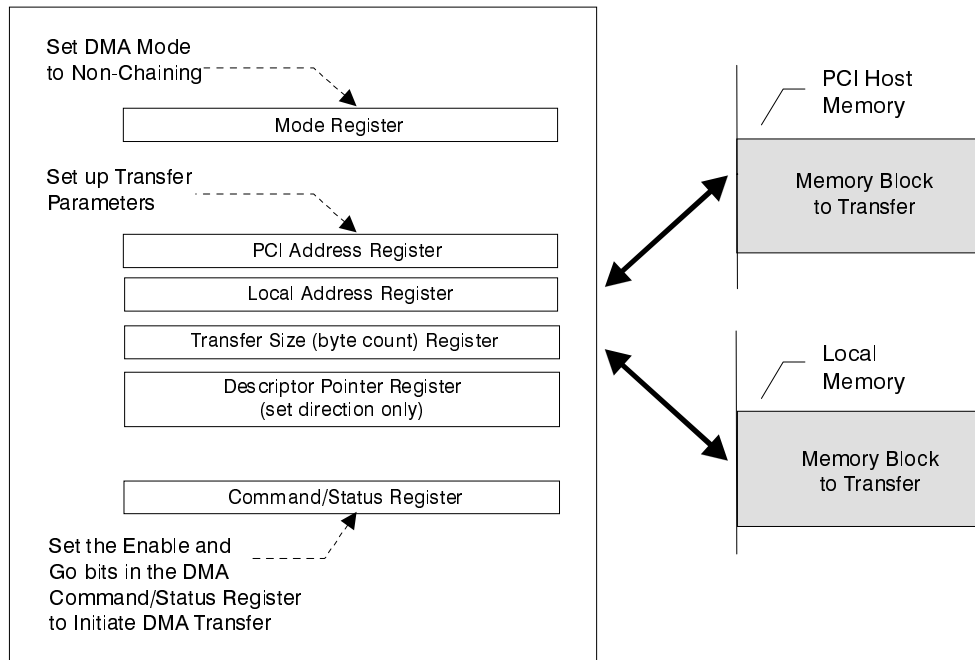 Set DMA Mode
to Non-Chaining
Mode Register
Set up Transfer
Parameters
PCI Address Register
Local Address Register
Transfer Size (byte count) Register
Descriptor Pointer Register
(set direction only)
Command/Status Register
Set the Enable and
Go bits in the DMA
Command/Status Register
to Initiate DMA Transfer
PCI Host
Memory
Memory Block
to Transfer
Local
Memory
Memory Block
to Transfer